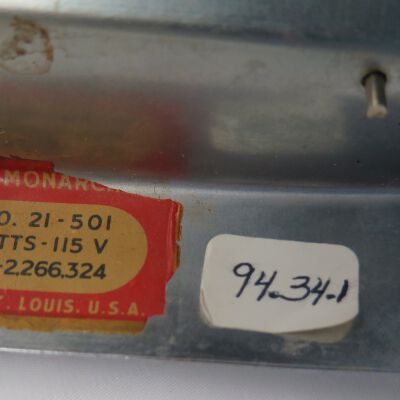 MONARC
O. 21-501
TTS-115 V
-2,266,324
. LOUIS. U.S.A.
94.34.1